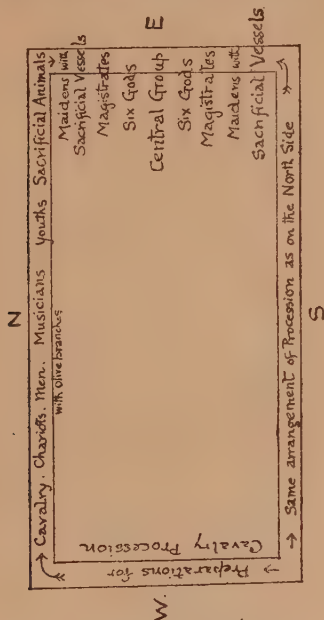 N
Cavalry. Chariots. Men. Musicians Youths Sacrificial Animals
with olive branches
E
Maidens with
Sacrificial Vessels
Magistrates
Six Gods
Central Group
Six Gods
Magistrates
Maidens with
Sacrificial Vessels
Same arrangement of Procession as on the North Side
S
W.
Preparations for
Cavalry Procession